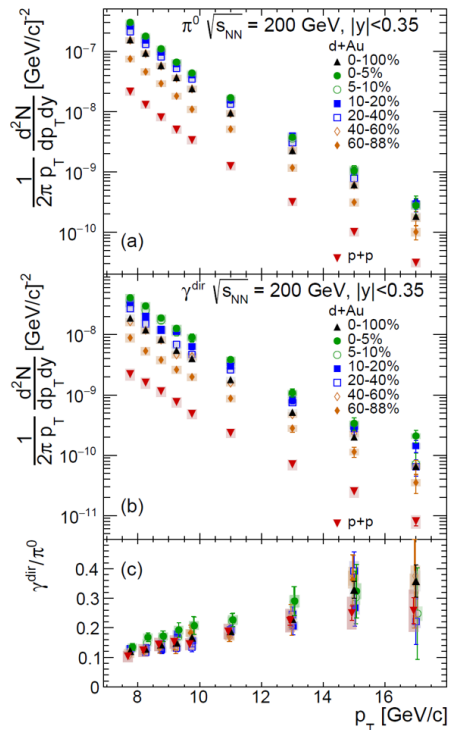 π⁰ √s_NN = 200 GeV, |y|<0.35
d+Au
0-100%
0-5%
5-10%
10-20%
20-40%
40-60%
60-88%
p+p
(a)
1/(2π p_T) d²N/(dp_T dy) [GeV/c]⁻²
10⁻⁷
10⁻⁸
10⁻⁹
10⁻¹⁰
γ^dir √s_NN = 200 GeV, |y|<0.35
d+Au
0-100%
0-5%
5-10%
10-20%
20-40%
40-60%
60-88%
p+p
(b)
1/(2π p_T) d²N/(dp_T dy) [GeV/c]⁻²
10⁻⁸
10⁻⁹
10⁻¹⁰
10⁻¹¹
(c)
γ^dir/π⁰
0.4
0.3
0.2
0.1
0
8 10 12 14 16
p_T [GeV/c]